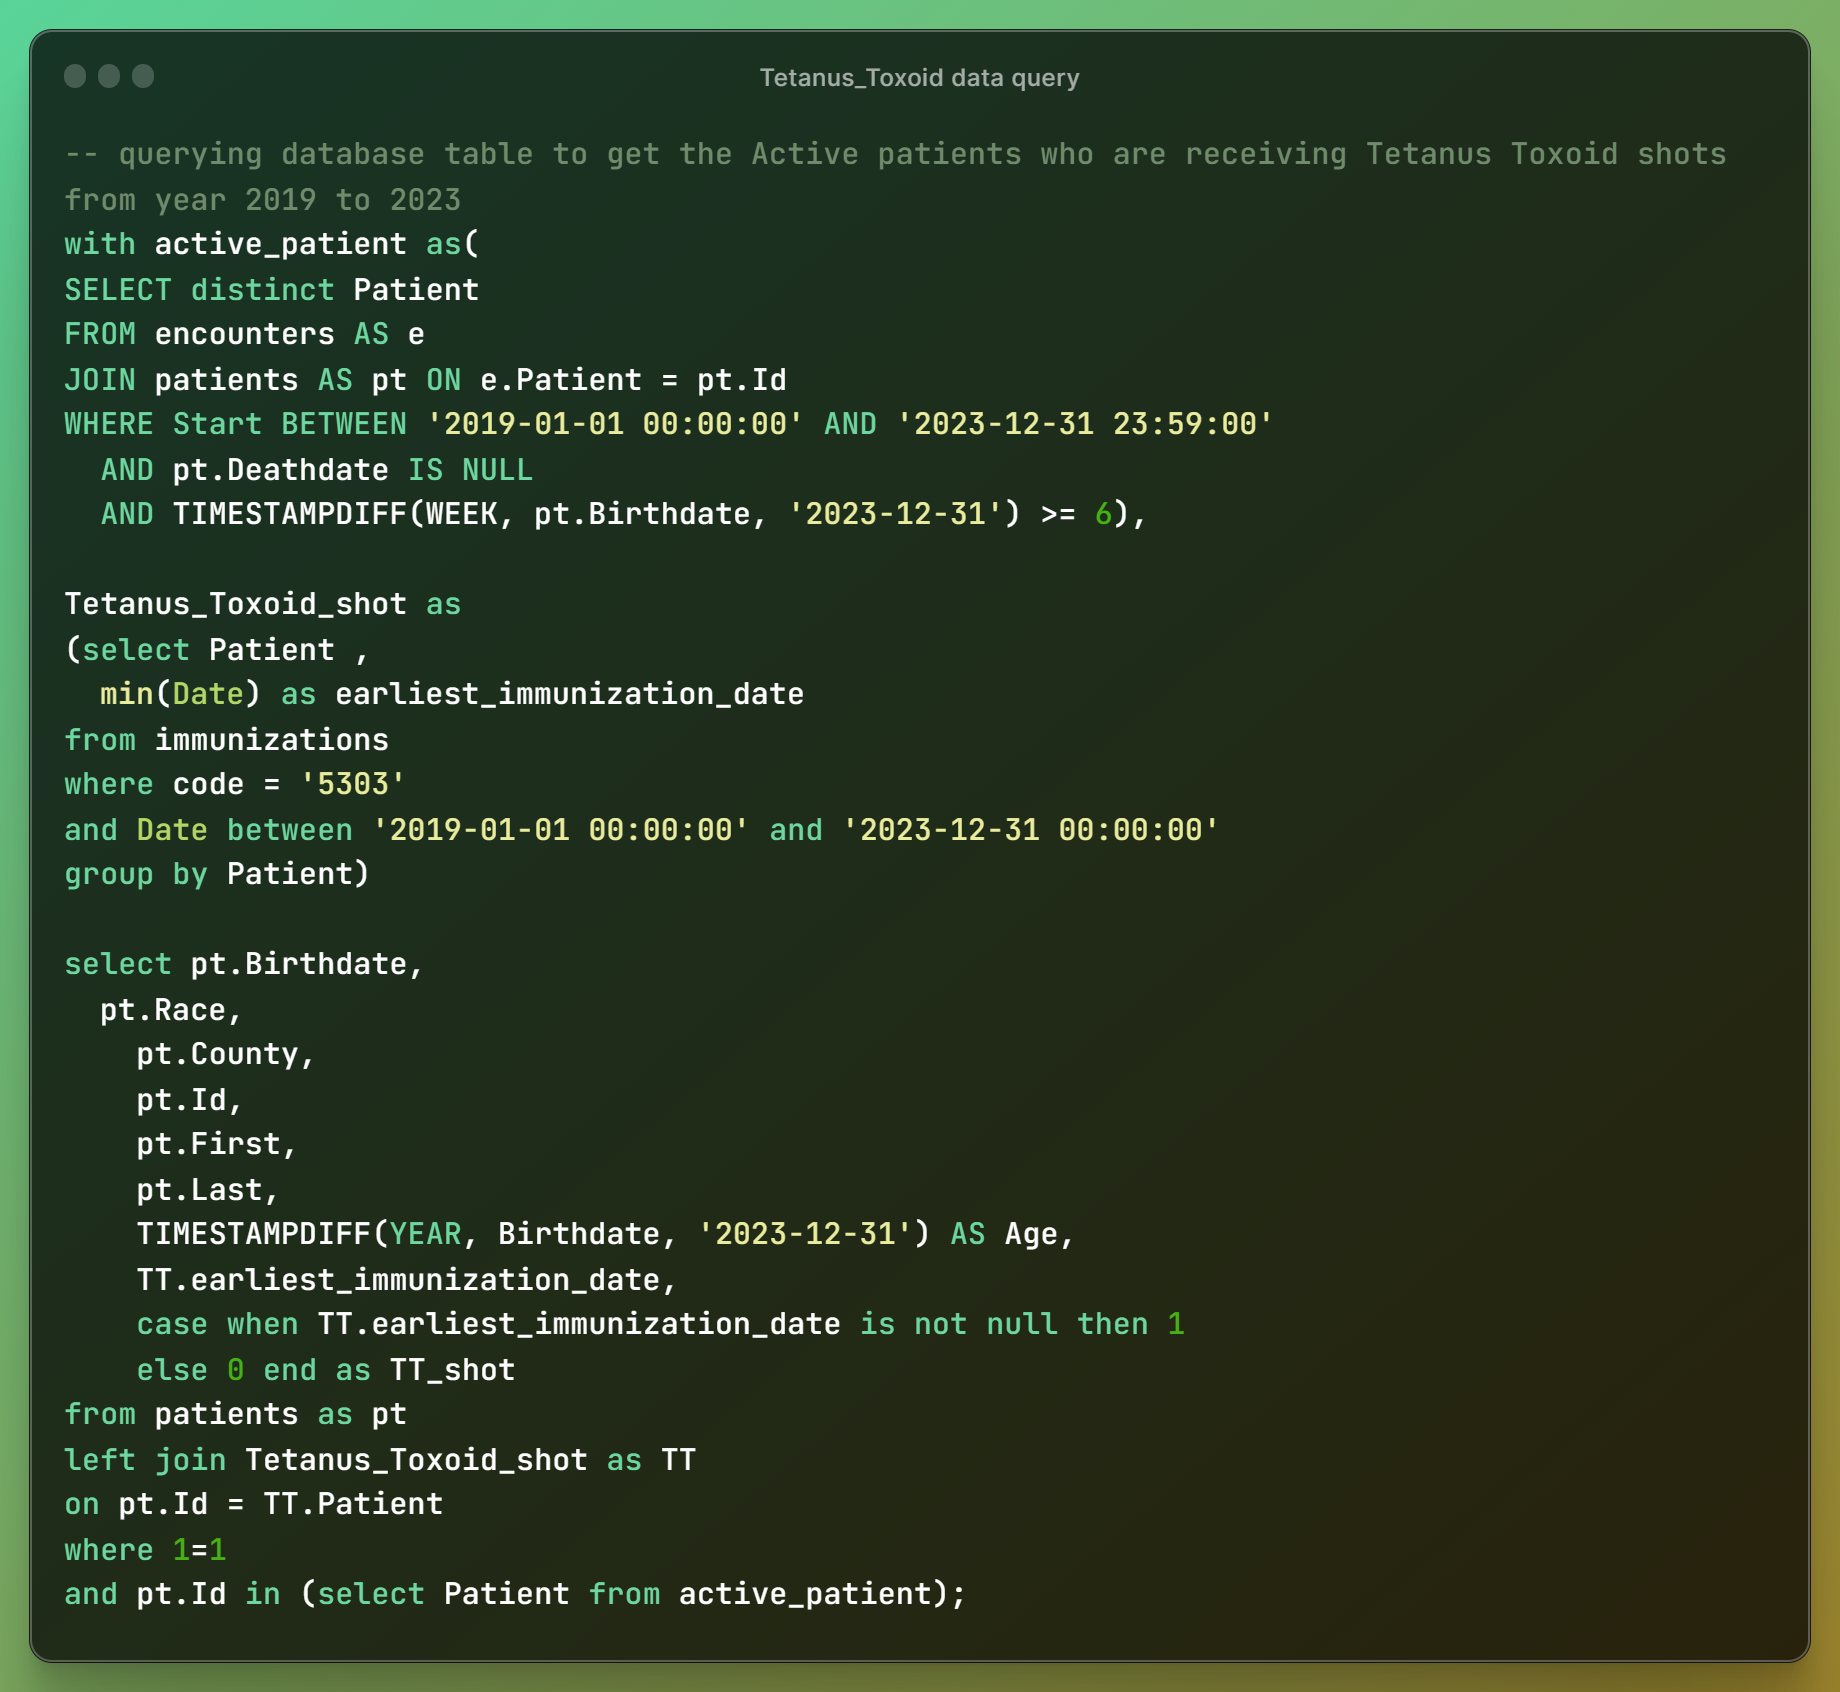 Tetanus_Toxoid data query
-- querying database table to get the Active patients who are receiving Tetanus Toxoid shots
from year 2019 to 2023
with active_patient as(
SELECT distinct Patient
FROM encounters AS e
JOIN patients AS pt ON e.Patient = pt.Id
WHERE Start BETWEEN '2019-01-01 00:00:00' AND '2023-12-31 23:59:00'
  AND pt.Deathdate IS NULL
  AND TIMESTAMPDIFF(WEEK, pt.Birthdate, '2023-12-31') >= 6),

Tetanus_Toxoid_shot as
(select Patient ,
  min(Date) as earliest_immunization_date
from immunizations
where code = '5303'
and Date between '2019-01-01 00:00:00' and '2023-12-31 00:00:00'
group by Patient)

select pt.Birthdate,
  pt.Race,
    pt.County,
    pt.Id,
    pt.First,
    pt.Last,
    TIMESTAMPDIFF(YEAR, Birthdate, '2023-12-31') AS Age,
    TT.earliest_immunization_date,
    case when TT.earliest_immunization_date is not null then 1
    else 0 end as TT_shot
from patients as pt
left join Tetanus_Toxoid_shot as TT
on pt.Id = TT.Patient
where 1=1
and pt.Id in (select Patient from active_patient);